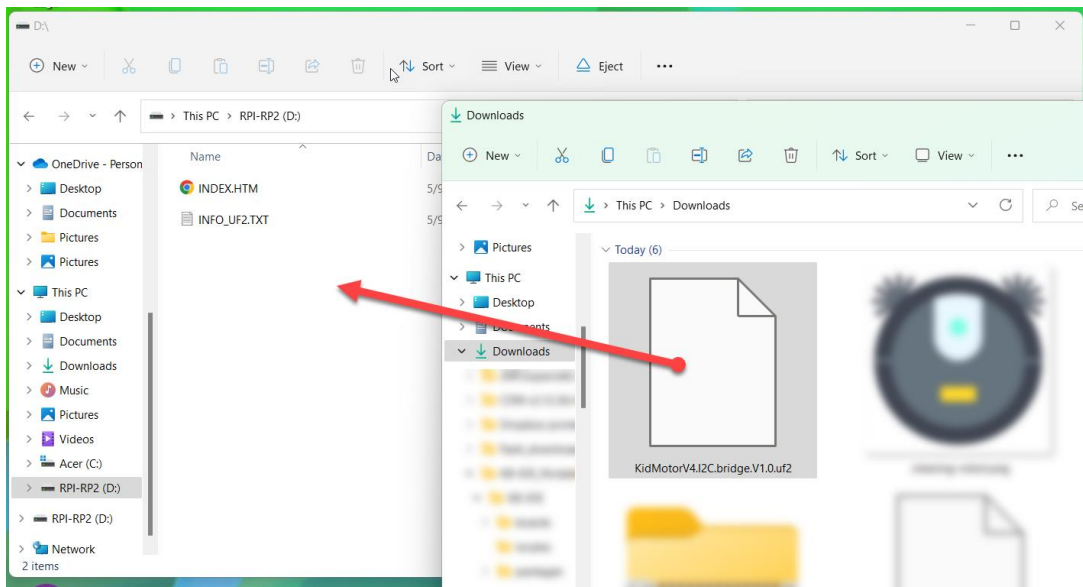 D:\
New
Sort
View
Eject
This PC > RPI-RP2 (D:)
OneDrive - Person
Desktop
Documents
Pictures
Pictures
This PC
Desktop
Documents
Downloads
Music
Pictures
Videos
Acer (C:)
RPI-RP2 (D:)
RPI-RP2 (D:)
Network
2 items
Name
Da
INDEX.HTM
5/9
INFO_UF2.TXT
5/9
Downloads
New
Sort
View
This PC > Downloads
Se
Pictures
This PC
Desktop
Documents
Downloads
Today (6)
KidMotorV4.I2C.bridge.V1.0.uf2